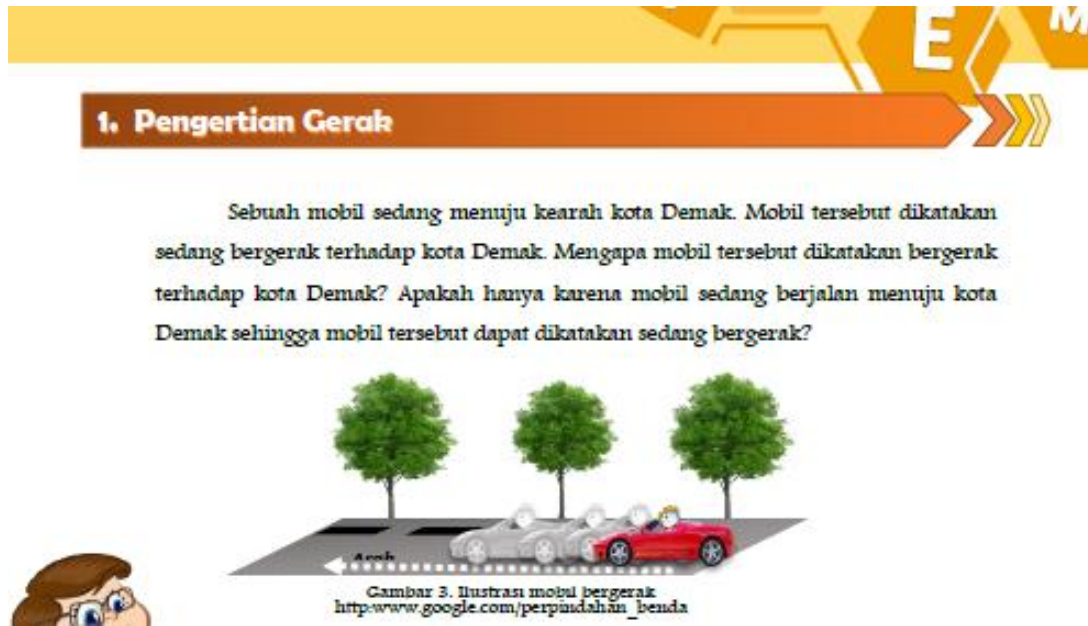 E M
1. Pengertian Gerak
Sebuah mobil sedang menuju kearah kota Demak. Mobil tersebut dikatakan
sedang bergerak terhadap kota Demak. Mengapa mobil tersebut dikatakan bergerak
terhadap kota Demak? Apakah hanya karena mobil sedang berjalan menuju kota
Demak sehingga mobil tersebut dapat dikatakan sedang bergerak?
Arah
Gambar 3. Ilustrasi mobil bergerak
http:www.google.com/perpindahan_benda